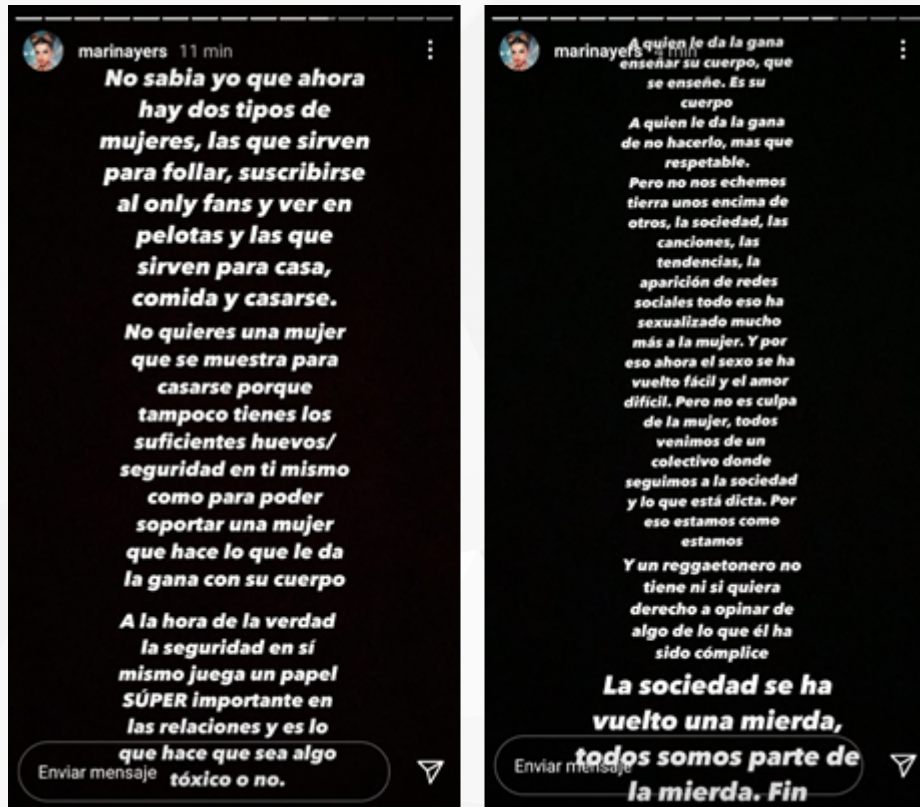 marinayers 11 min
No sabia yo que ahora
hay dos tipos de
mujeres, las que sirven
para follar, suscribirse
al only fans y ver en
pelotas y las que
sirven para casa,
comida y casarse.
No quieres una mujer
que se muestra para
casarse porque
tampoco tienes los
suficientes huevos/
seguridad en ti mismo
como para poder
soportar una mujer
que hace lo que le da
la gana con su cuerpo
A la hora de la verdad
la seguridad en sí
mismo juega un papel
SÚPER importante en
las relaciones y es lo
que hace que sea algo
tóxico o no.
Enviar mensaje
marinayers 4 min
A quien le da la gana
enseñar su cuerpo, que
se enseñe. Es su
cuerpo
A quien le da la gana
de no hacerlo, mas que
respetable.
Pero no nos echemos
tierra unos encima de
otros, la sociedad, las
canciones, las
tendencias, la
aparición de redes
sociales todo eso ha
sexualizado mucho
más a la mujer. Y por
eso ahora el sexo se ha
vuelto fácil y el amor
difícil. Pero no es culpa
de la mujer, todos
venimos de un
colectivo donde
seguimos a la sociedad
y lo que está dicta. Por
eso estamos como
estamos
Y un reggaetonero no
tiene ni si quiera
derecho a opinar de
algo de lo que él ha
sido cómplice
La sociedad se ha
vuelto una mierda,
todos somos parte de
la mierda. Fin
Enviar mensaje